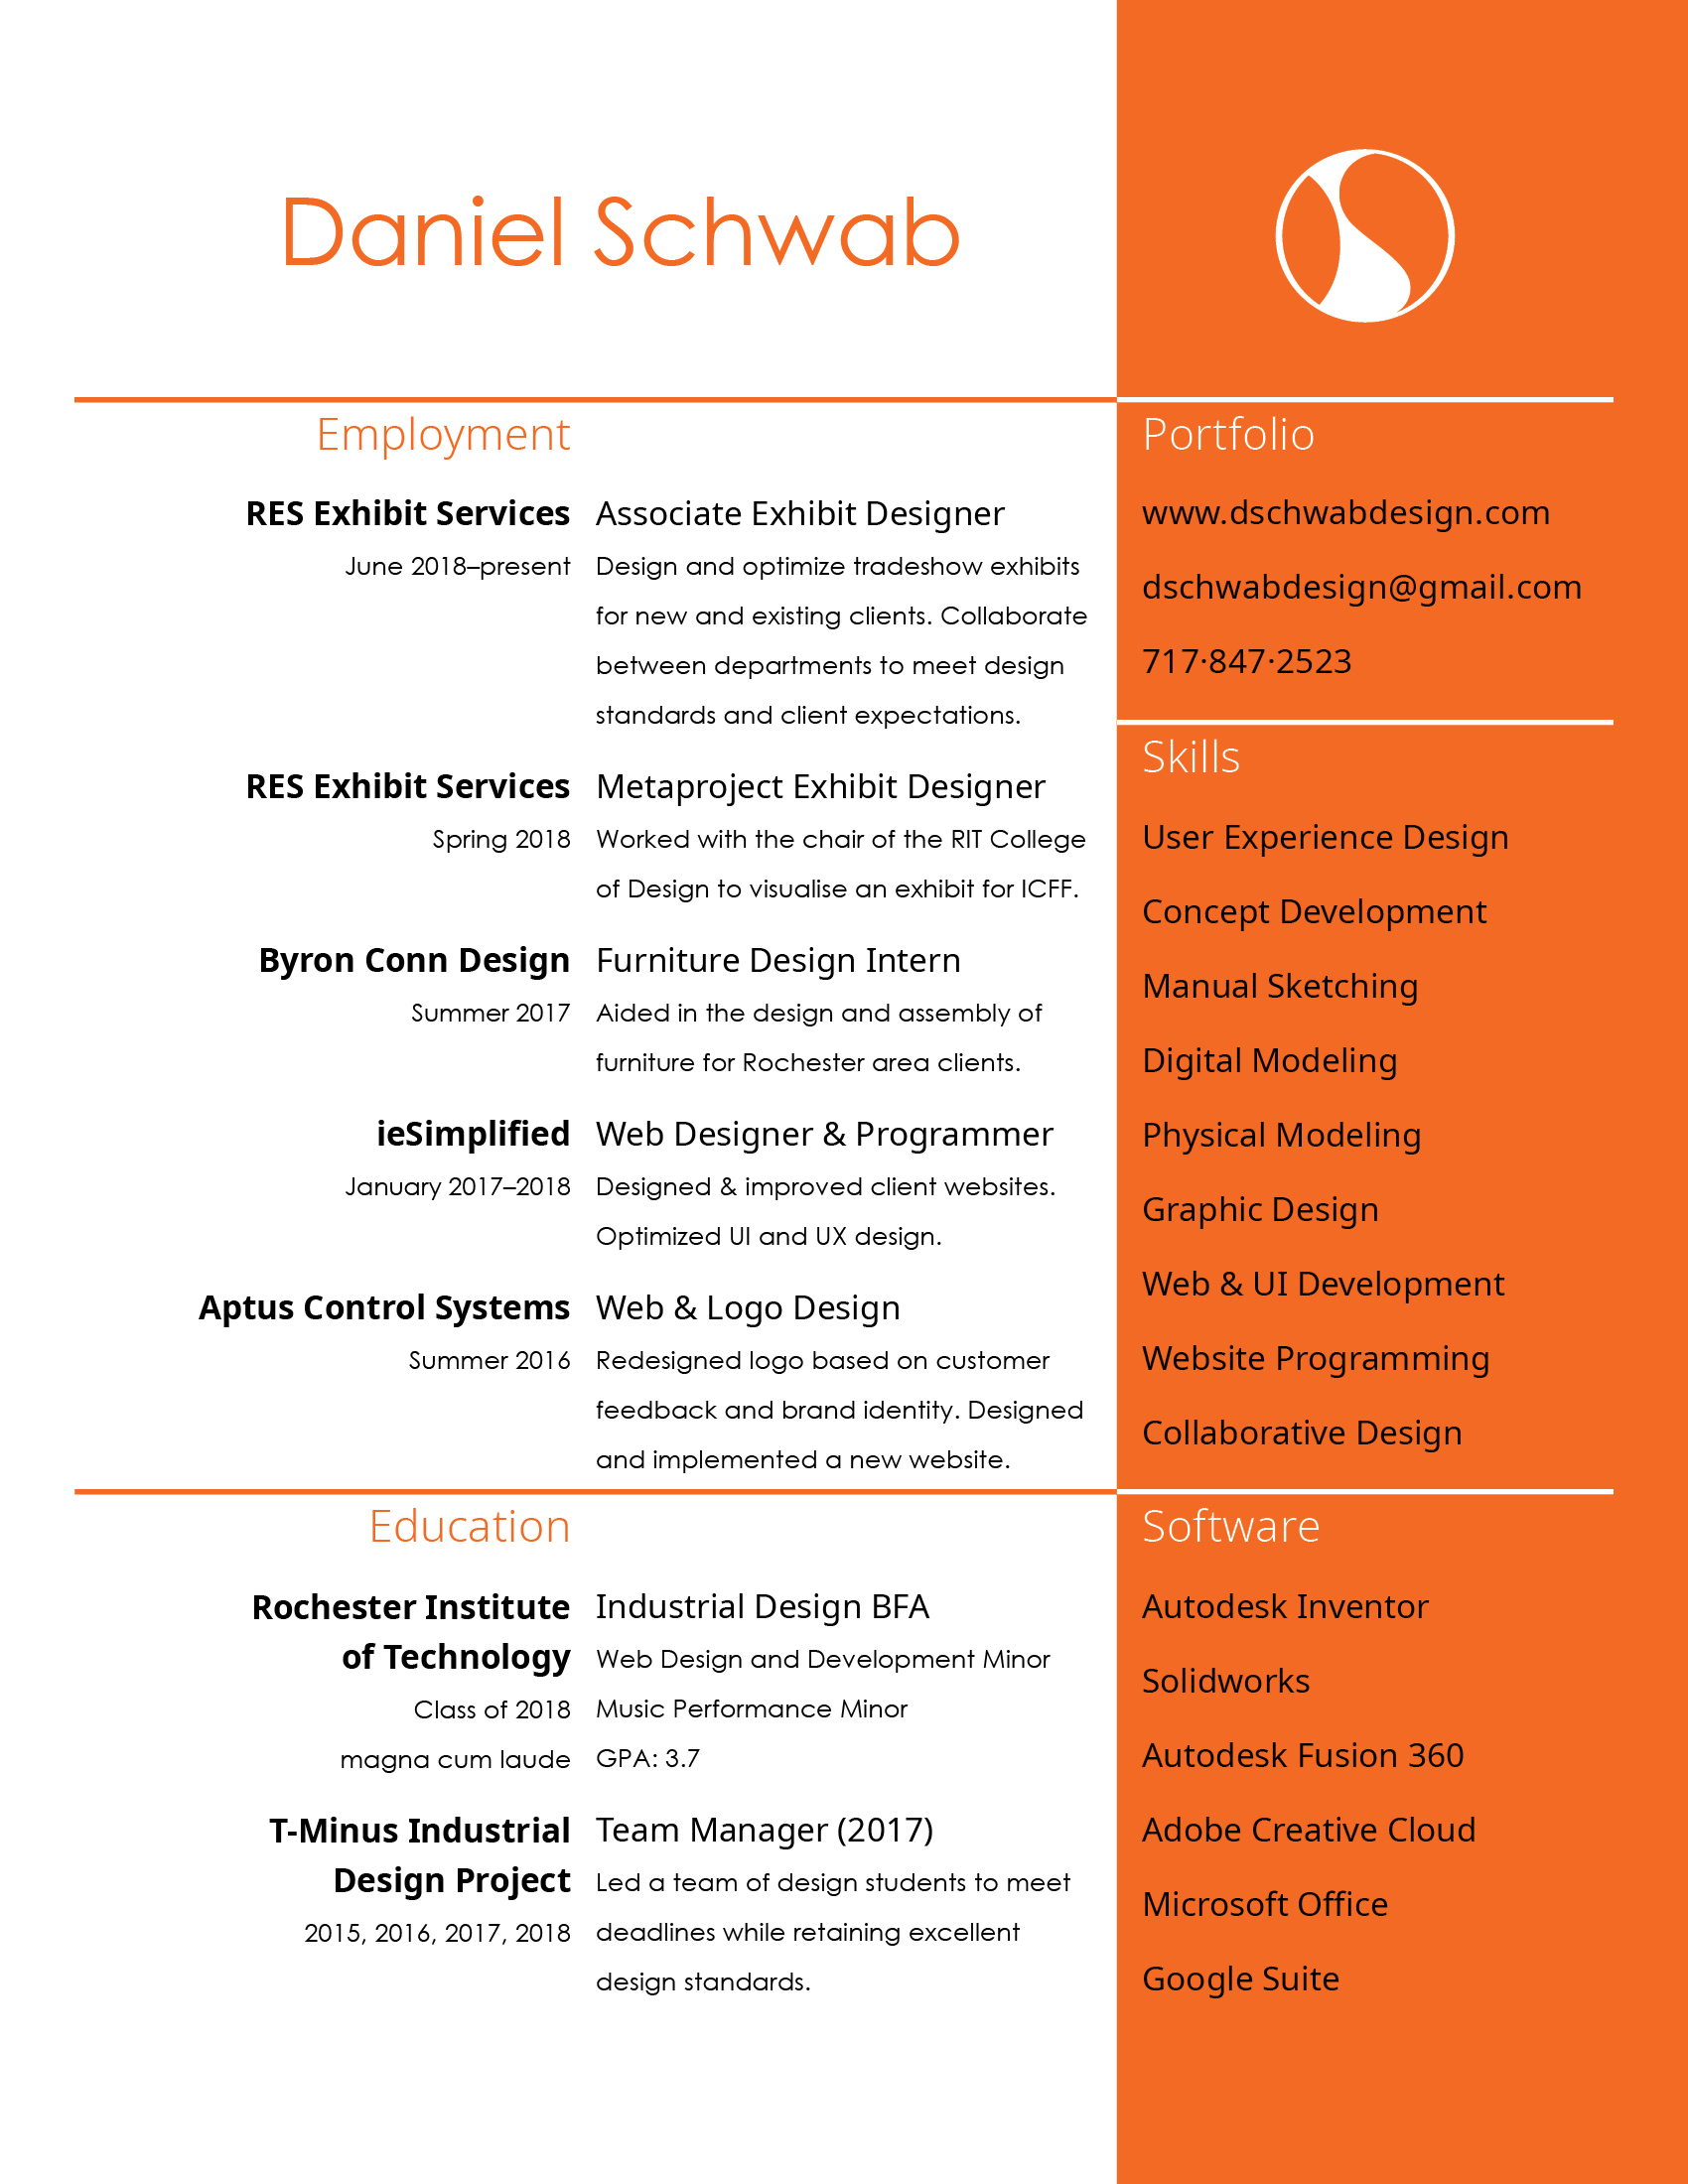 Daniel Schwab
Employment
RES Exhibit Services
June 2018–present
Associate Exhibit Designer
Design and optimize tradeshow exhibits
for new and existing clients. Collaborate
between departments to meet design
standards and client expectations.
RES Exhibit Services
Spring 2018
Metaproject Exhibit Designer
Worked with the chair of the RIT College
of Design to visualise an exhibit for ICFF.
Byron Conn Design
Summer 2017
Furniture Design Intern
Aided in the design and assembly of
furniture for Rochester area clients.
ieSimplified
January 2017–2018
Web Designer & Programmer
Designed & improved client websites.
Optimized UI and UX design.
Aptus Control Systems
Summer 2016
Web & Logo Design
Redesigned logo based on customer
feedback and brand identity. Designed
and implemented a new website.
Education
Rochester Institute
of Technology
Class of 2018
magna cum laude
Industrial Design BFA
Web Design and Development Minor
Music Performance Minor
GPA: 3.7
T-Minus Industrial
Design Project
2015, 2016, 2017, 2018
Team Manager (2017)
Led a team of design students to meet
deadlines while retaining excellent
design standards.
Portfolio
www.dschwabdesign.com
dschwabdesign@gmail.com
717·847·2523
Skills
User Experience Design
Concept Development
Manual Sketching
Digital Modeling
Physical Modeling
Graphic Design
Web & UI Development
Website Programming
Collaborative Design
Software
Autodesk Inventor
Solidworks
Autodesk Fusion 360
Adobe Creative Cloud
Microsoft Office
Google Suite